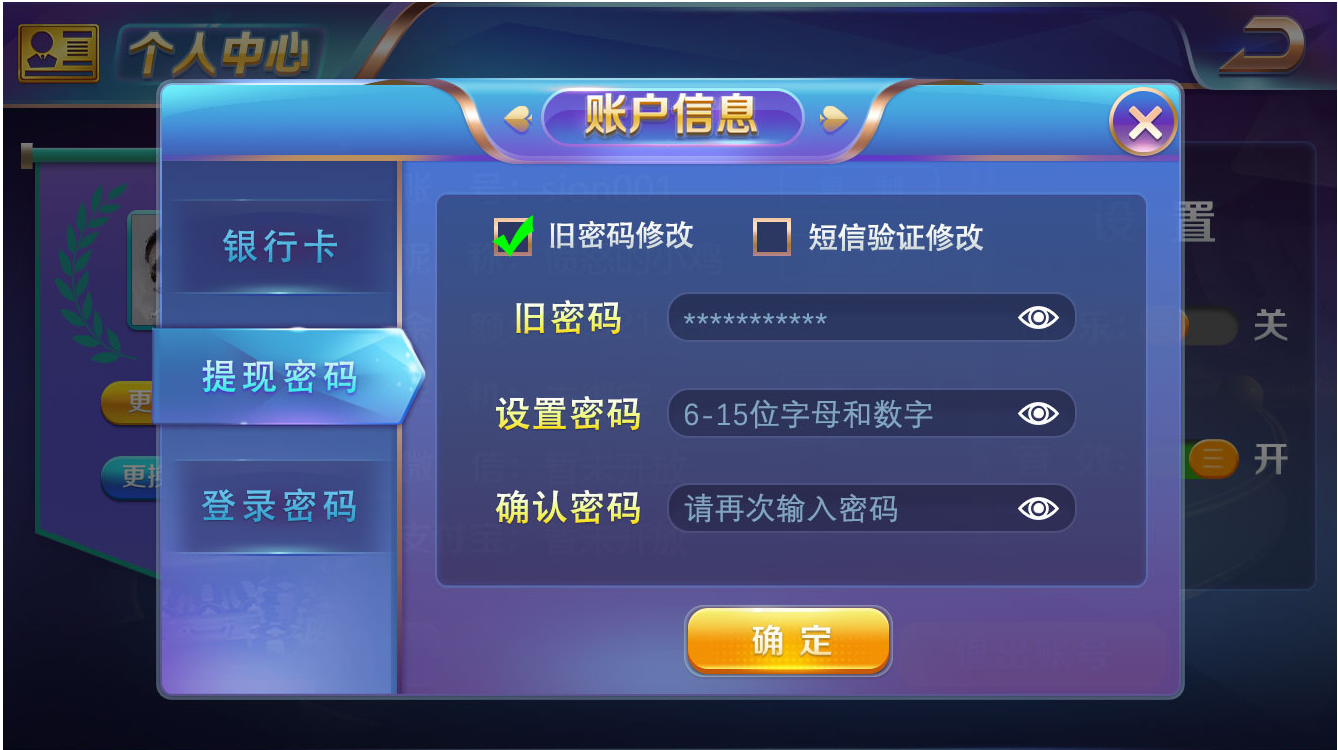 个人中心
账户信息
银行卡
提现密码
登录密码
旧密码修改 短信验证修改
旧密码 ***********
设置密码 6-15位字母和数字
确认密码 请再次输入密码
确定
设 置
关
开
更
更换